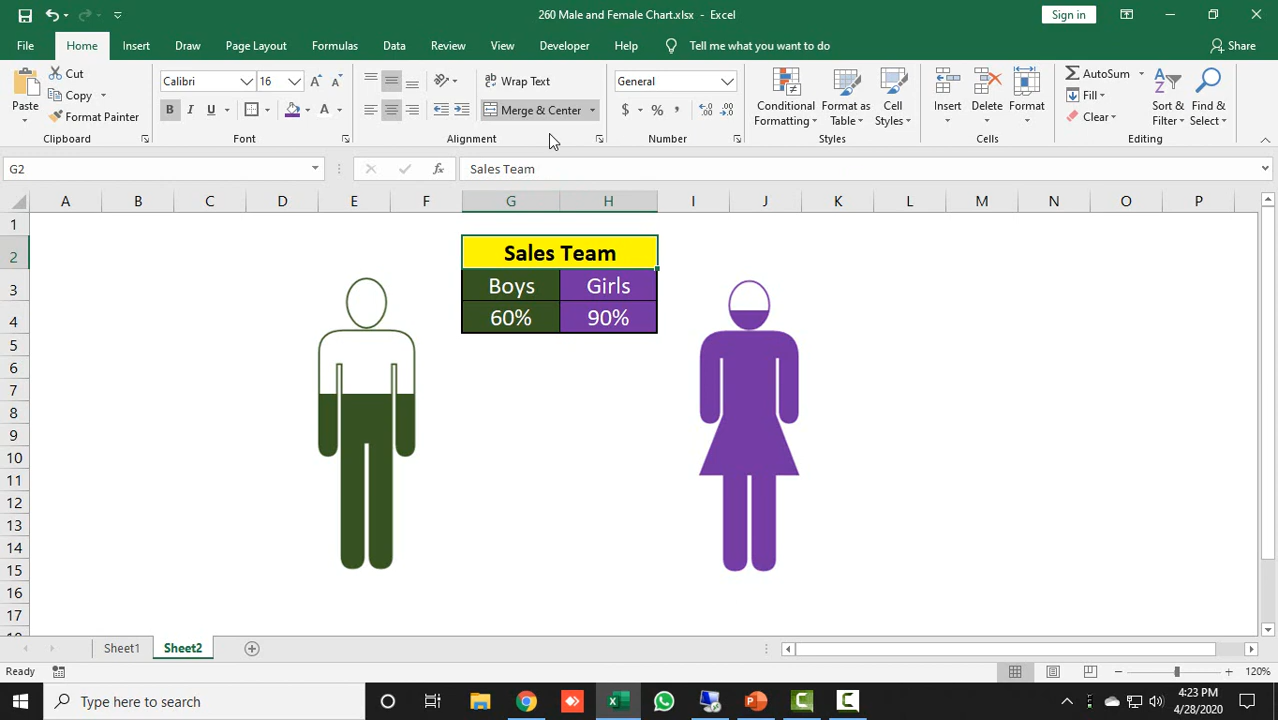 260 Male and Female Chart.xlsx - Excel
Sign in
File Home Insert Draw Page Layout Formulas Data Review View Developer Help Tell me what you want to do Share
Paste
Cut
Copy
Format Painter
Clipboard
Calibri 16
B I U A
Font
Wrap Text
Merge & Center
Alignment
General
$ % ,
Number
Conditional Formatting
Format as Table
Cell Styles
Styles
Insert
Delete
Format
Cells
AutoSum
Fill
Clear
Sort & Filter
Find & Select
Editing
G2
fx
Sales Team
A B C D E F G H I J K L M N O P
1
2
3
4
5
6
7
8
9
10
11
12
13
14
15
16
17
Sales Team
Boys Girls
60% 90%
Sheet1 Sheet2
Ready
120%
Type here to search
4:23 PM
4/28/2020